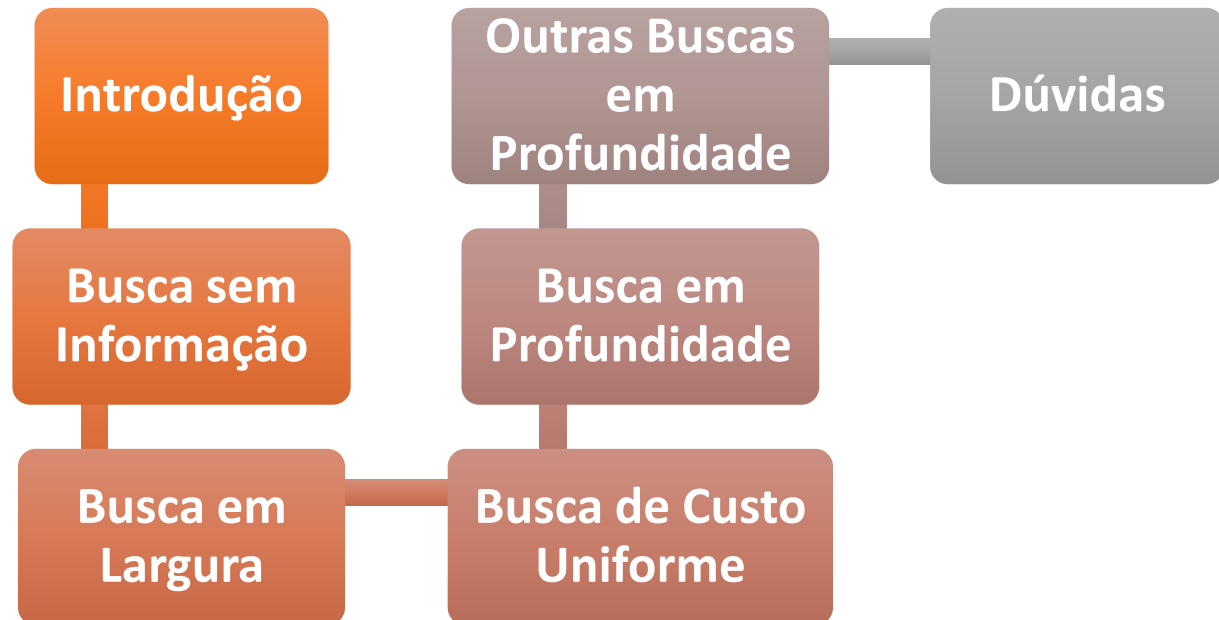 Introdução
Busca sem
Informação
Busca em
Largura
Busca de Custo
Uniforme
Busca em
Profundidade
Outras Buscas
em
Profundidade
Dúvidas